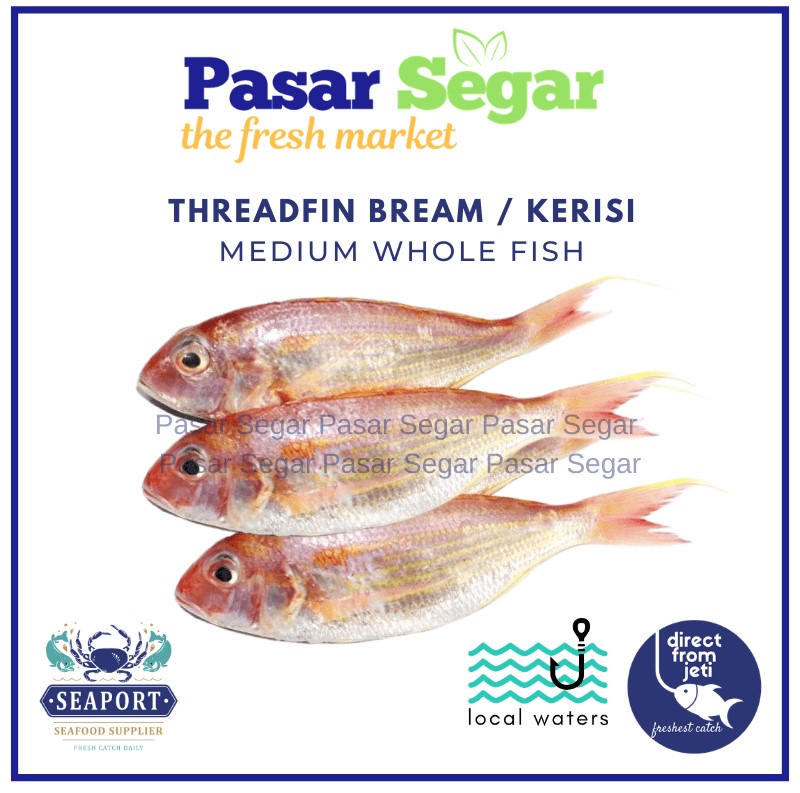 Pasar Segar
the fresh market
THREADFIN BREAM / KERISI
MEDIUM WHOLE FISH
Pasar Segar Pasar Segar Pasar Segar
Pasar Segar Pasar Segar Pasar Segar
SEAPORT
SEAFOOD SUPPLIER
FRESH CATCH DAILY
local waters
direct
from
jeti
freshest catch